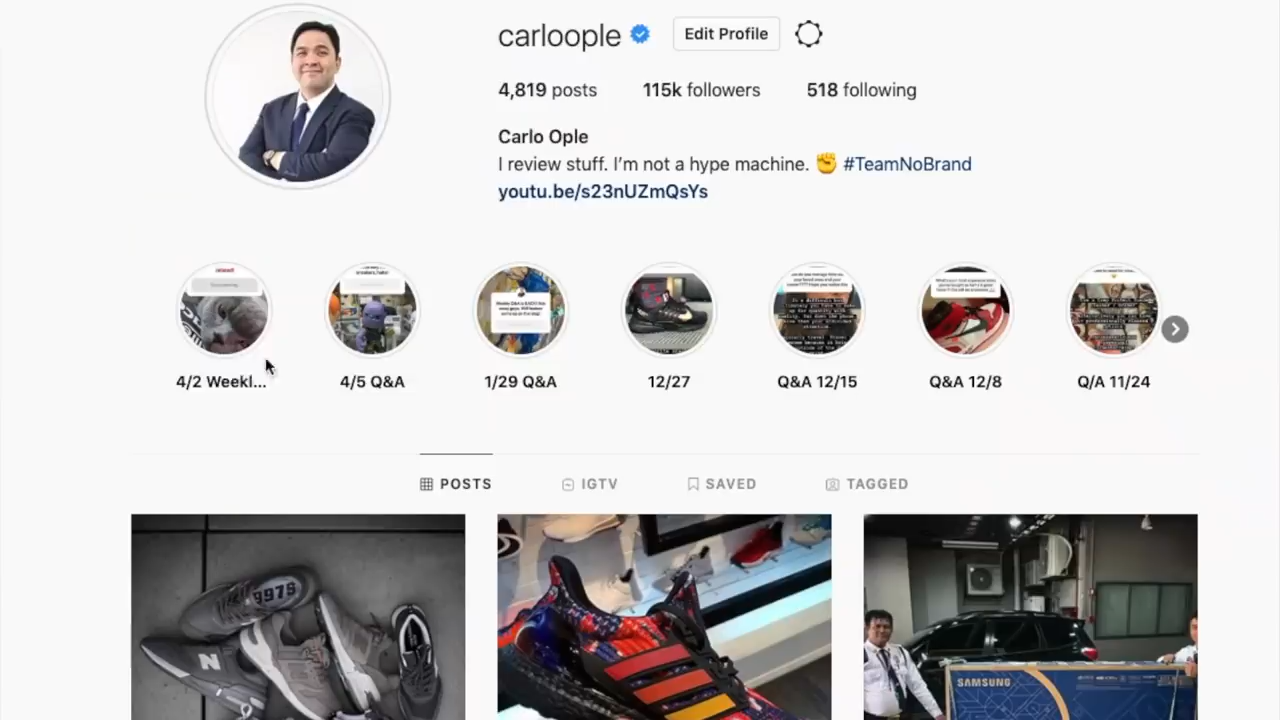 carloople
Edit Profile
4,819 posts
115k followers
518 following
Carlo Ople
I review stuff. I'm not a hype machine. ✊ #TeamNoBrand
youtu.be/s23nUZmQsYs
4/2 Weekl...
4/5 Q&A
1/29 Q&A
12/27
Q&A 12/15
Q&A 12/8
Q/A 11/24
POSTS
IGTV
SAVED
TAGGED
N
SAMSUNG